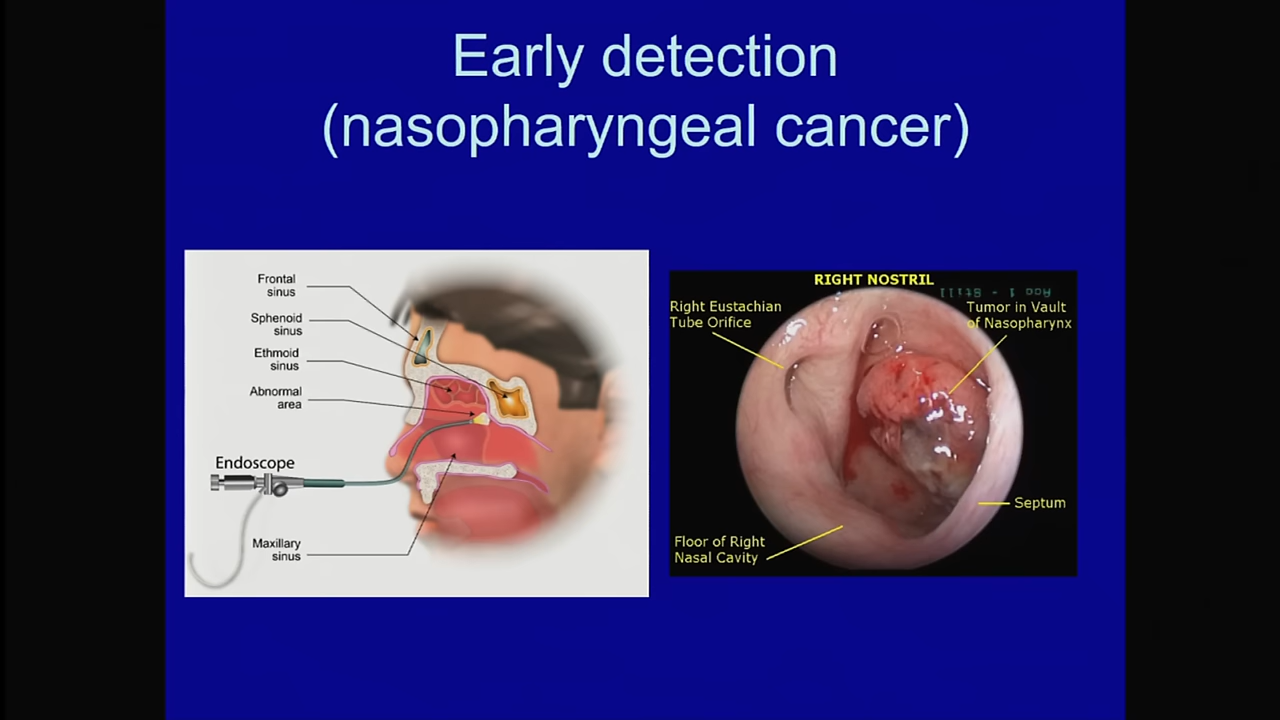 Early detection
(nasopharyngeal cancer)
Frontal
sinus
Sphenoid
sinus
Ethmoid
sinus
Abnormal
area
Endoscope
Maxillary
sinus
RIGHT NOSTRIL
Right Eustachian
Tube Orifice
Tumor in Vault
of Nasopharynx
Septum
Floor of Right
Nasal Cavity